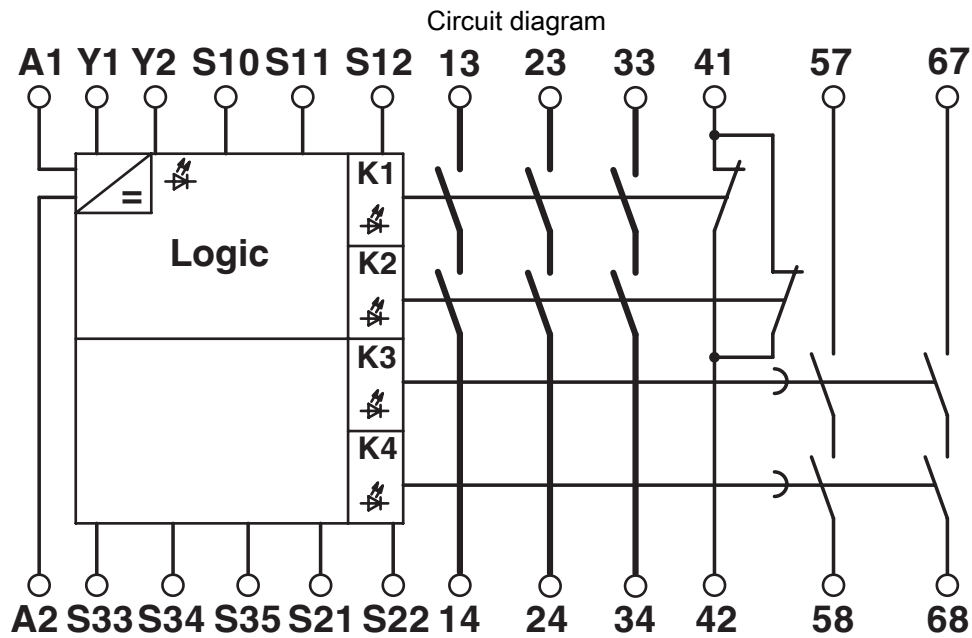 Circuit diagram
A1 Y1 Y2 S10 S11 S12 13 23 33 41 57 67
K1
=
Logic
K2
K3
K4
A2 S33 S34 S35 S21 S22 14 24 34 42 58 68